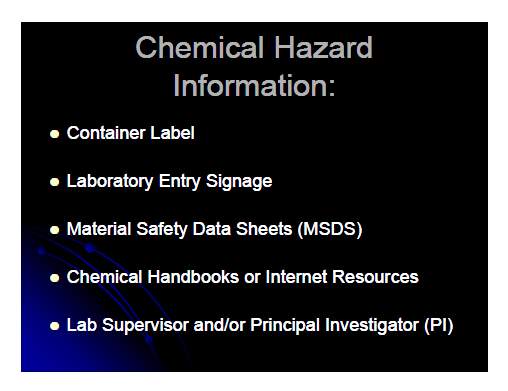 Chemical Hazard
Information:
● Container Label
● Laboratory Entry Signage
● Material Safety Data Sheets (MSDS)
● Chemical Handbooks or Internet Resources
● Lab Supervisor and/or Principal Investigator (PI)